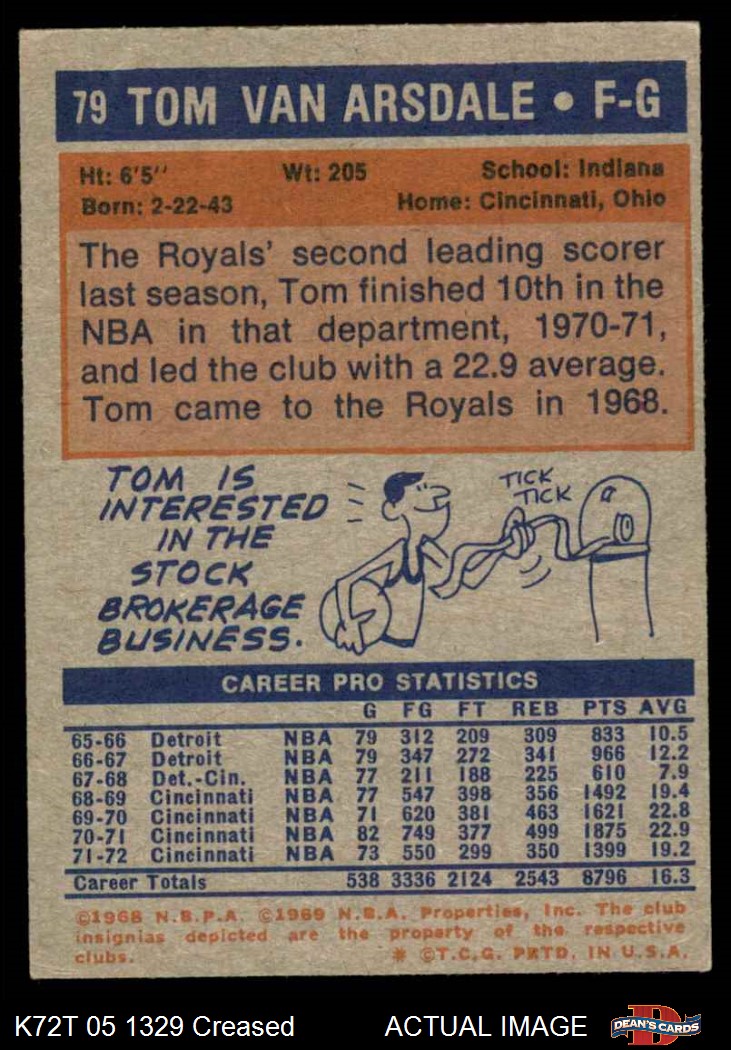 79 TOM VAN ARSDALE • F-G
Ht: 6'5" Wt: 205 School: Indiana
Born: 2-22-43 Home: Cincinnati, Ohio
The Royals' second leading scorer
last season, Tom finished 10th in the
NBA in that department, 1970-71,
and led the club with a 22.9 average.
Tom came to the Royals in 1968.
TOM IS
INTERESTED
IN THE
STOCK
BROKERAGE
BUSINESS.
TICK
TICK
CAREER PRO STATISTICS
G FG FT REB PTS AVG
65-66 Detroit NBA 79 312 209 309 833 10.5
66-67 Detroit NBA 79 347 272 341 966 12.2
67-68 Det.-Cin. NBA 77 211 188 225 610 7.9
68-69 Cincinnati NBA 77 547 398 356 1492 19.4
69-70 Cincinnati NBA 71 620 381 463 1621 22.8
70-71 Cincinnati NBA 82 749 377 499 1875 22.9
71-72 Cincinnati NBA 73 550 299 350 1399 19.2
Career Totals 538 3336 2124 2543 8796 16.3
©1968 N.B.P.A. ©1969 N.B.A. Properties, Inc. The club
insignias depicted are the property of the respective
clubs. * ©T.C.G. PRTD. IN U.S.A.
K72T 05 1329 Creased ACTUAL IMAGE
D
DEAN'S CARDS